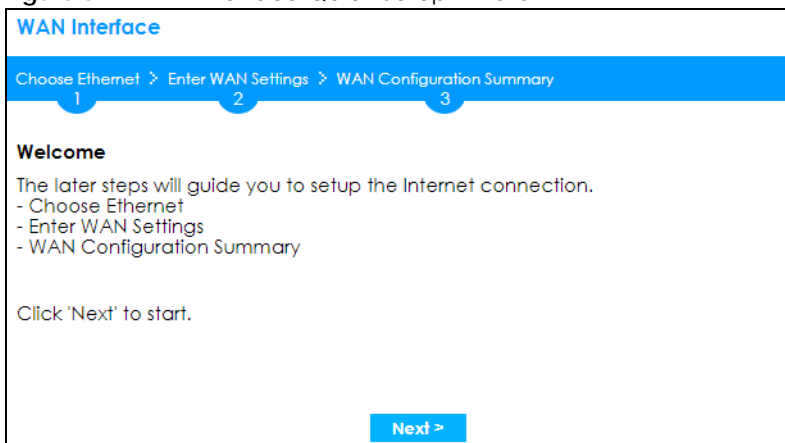 WAN Interface
Choose Ethernet > Enter WAN Settings > WAN Configuration Summary
1 2 3
Welcome
The later steps will guide you to setup the Internet connection.
- Choose Ethernet
- Enter WAN Settings
- WAN Configuration Summary
Click 'Next' to start.
Next >